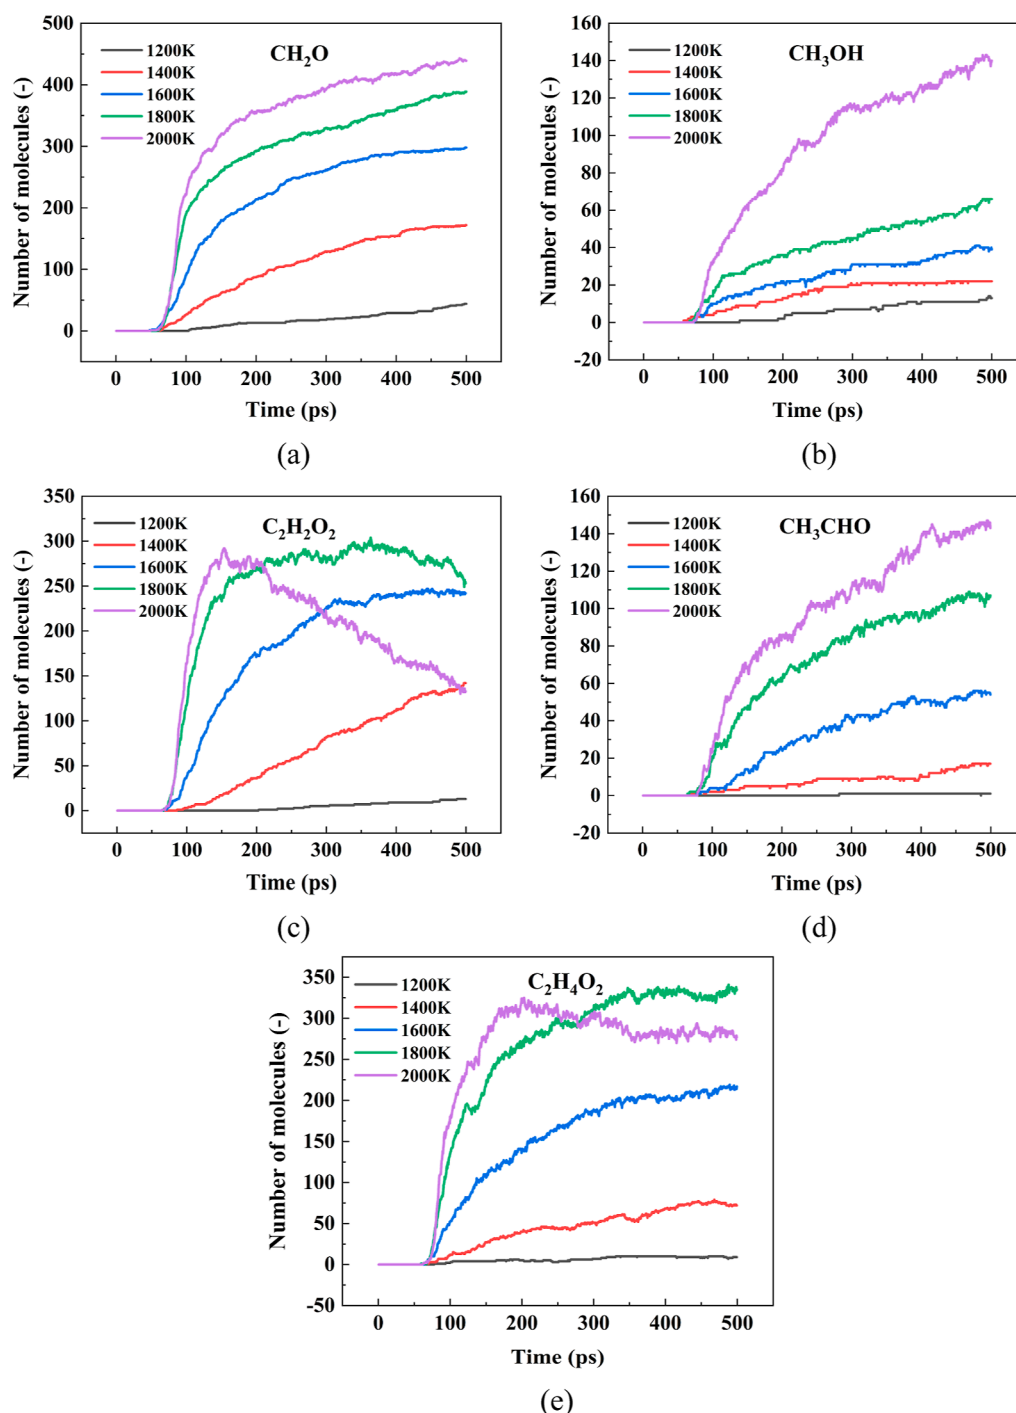 CH₂O
1200K
1400K
1600K
1800K
2000K
Number of molecules (-)
500
400
300
200
100
0
0 100 200 300 400 500
Time (ps)
(a)
CH₃OH
1200K
1400K
1600K
1800K
2000K
Number of molecules (-)
160
140
120
100
80
60
40
20
0
-20
0 100 200 300 400 500
Time (ps)
(b)
C₂H₂O₂
1200K
1400K
1600K
1800K
2000K
Number of molecules (-)
350
300
250
200
150
100
50
0
0 100 200 300 400 500
Time (ps)
(c)
CH₃CHO
1200K
1400K
1600K
1800K
2000K
Number of molecules (-)
160
140
120
100
80
60
40
20
0
-20
0 100 200 300 400 500
Time (ps)
(d)
C₂H₄O₂
1200K
1400K
1600K
1800K
2000K
Number of molecules (-)
350
300
250
200
150
100
50
0
-50
0 100 200 300 400 500
Time (ps)
(e)